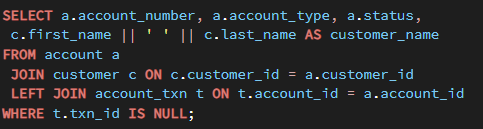 SELECT a.account_number, a.account_type, a.status,
c.first_name || ' ' || c.last_name AS customer_name
FROM account a
JOIN customer c ON c.customer_id = a.customer_id
LEFT JOIN account_txn t ON t.account_id = a.account_id
WHERE t.txn_id IS NULL;